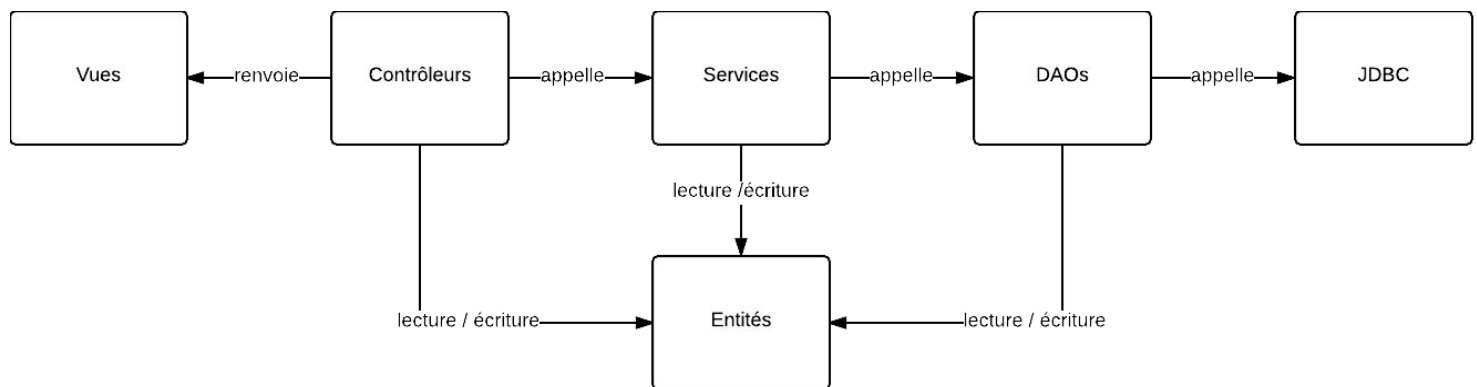 Vues
renvoie
Contrôleurs
appelle
Services
appelle
DAOs
appelle
JDBC
lecture /écriture
lecture / écriture
Entités
lecture / écriture